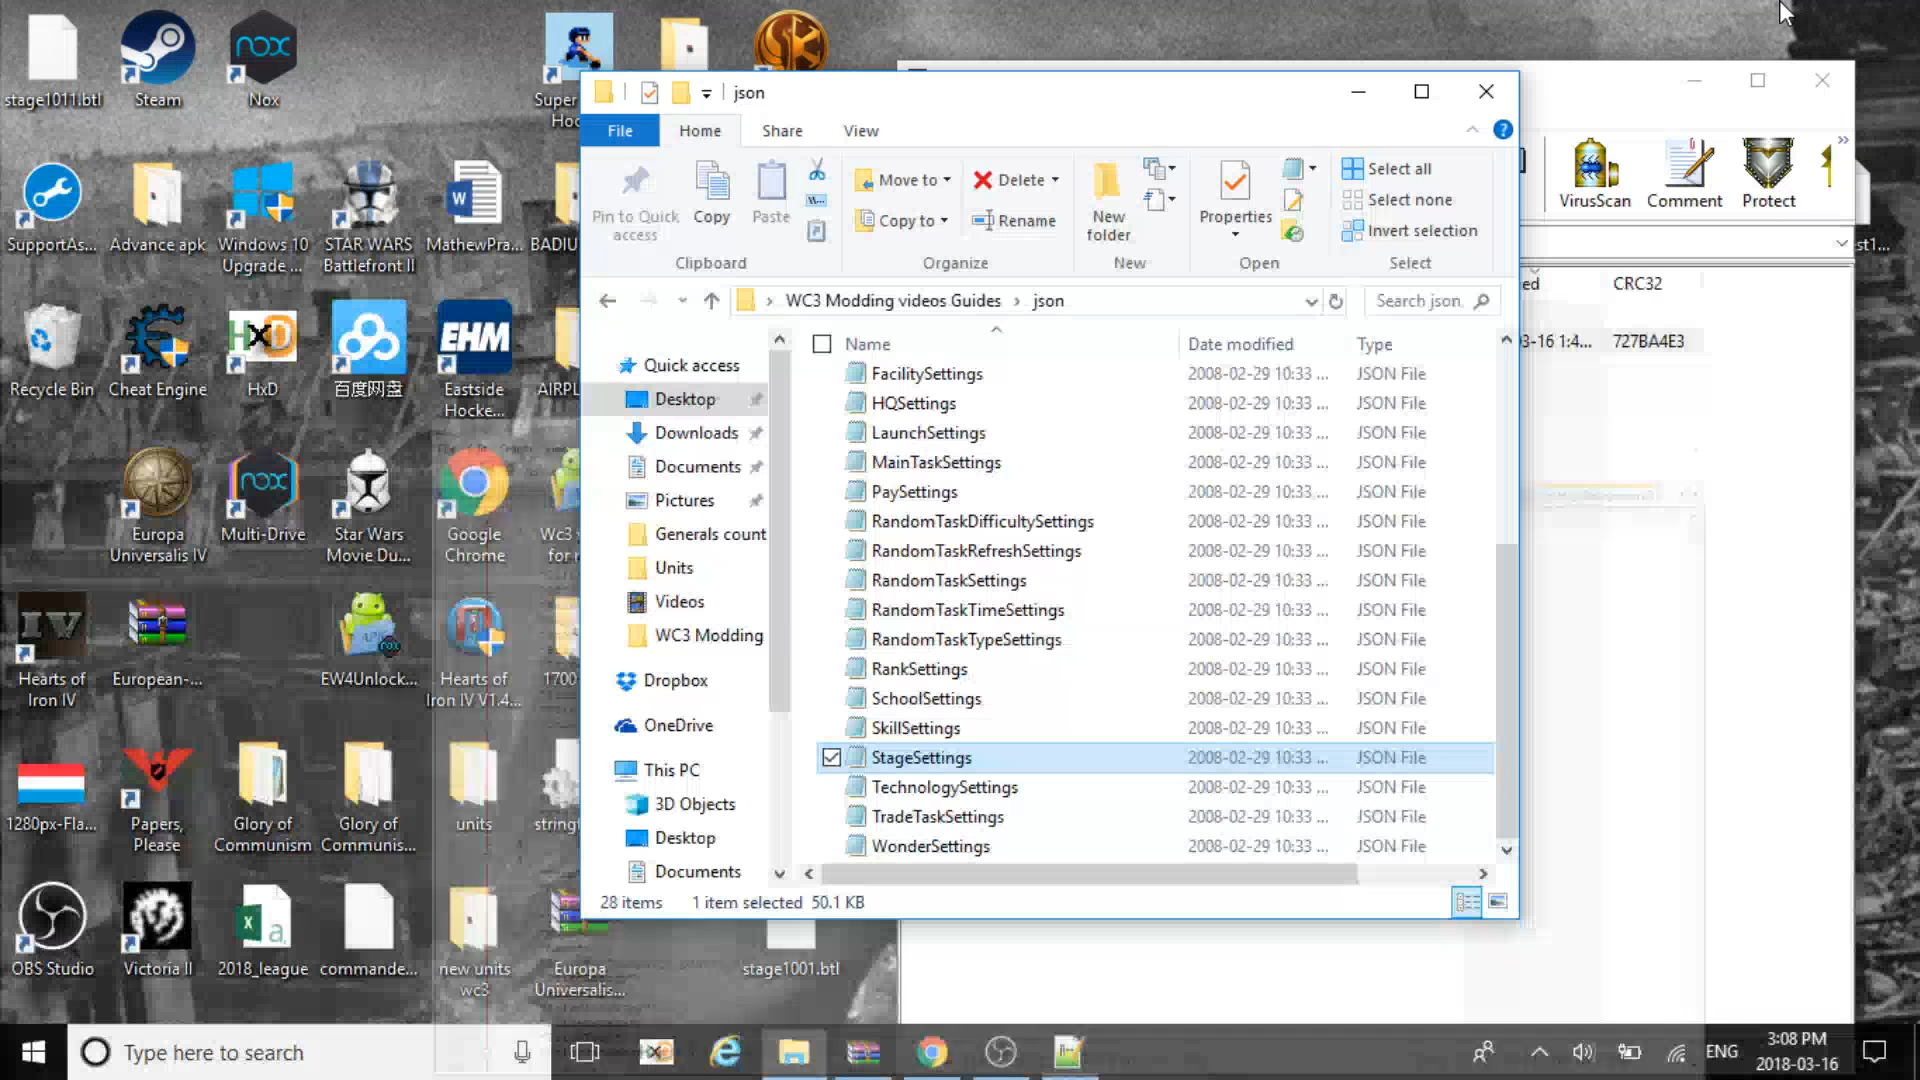 stage1011.btl
Steam
Nox
Super
Hoc
SupportAs...
Advance apk
Windows 10
Upgrade ...
STAR WARS
Battlefront II
MathewPra...
BADIU
Recycle Bin
Cheat Engine
HxD
百度网盘
EHM
Eastside
Hocke...
AIRPL
Europa
Universalis IV
Multi-Drive
Star Wars
Movie Du...
Google
Chrome
Wc3
for r
Hearts of
Iron IV
European-...
EW4Unlock...
Hearts of
Iron IV V1.4...
1700
1280px-Fla...
Papers,
Please
Glory of
Communism
Glory of
Communis...
units
string
OBS Studio
Victoria II
2018_league
commande...
new units
wc3
Europa
Universalis...
stage1001.btl
json
File
Home
Share
View
Pin to Quick
access
Copy
Paste
Move to
Copy to
Delete
Rename
New
folder
Properties
Select all
Select none
Invert selection
Clipboard
Organize
New
Open
Select
WC3 Modding videos Guides › json
Search json
Quick access
Desktop
Downloads
Documents
Pictures
Generals count
Units
Videos
WC3 Modding
Dropbox
OneDrive
This PC
3D Objects
Desktop
Documents
Name Date modified Type
FacilitySettings 2008-02-29 10:33 ... JSON File
HQSettings 2008-02-29 10:33 ... JSON File
LaunchSettings 2008-02-29 10:33 ... JSON File
MainTaskSettings 2008-02-29 10:33 ... JSON File
PaySettings 2008-02-29 10:33 ... JSON File
RandomTaskDifficultySettings 2008-02-29 10:33 ... JSON File
RandomTaskRefreshSettings 2008-02-29 10:33 ... JSON File
RandomTaskSettings 2008-02-29 10:33 ... JSON File
RandomTaskTimeSettings 2008-02-29 10:33 ... JSON File
RandomTaskTypeSettings 2008-02-29 10:33 ... JSON File
RankSettings 2008-02-29 10:33 ... JSON File
SchoolSettings 2008-02-29 10:33 ... JSON File
SkillSettings 2008-02-29 10:33 ... JSON File
StageSettings 2008-02-29 10:33 ... JSON File
TechnologySettings 2008-02-29 10:33 ... JSON File
TradeTaskSettings 2008-02-29 10:33 ... JSON File
WonderSettings 2008-02-29 10:33 ... JSON File
28 items 1 item selected 50.1 KB
VirusScan
Comment
Protect
st1...
ed CRC32
3-16 1:4... 727BA4E3
Type here to search
ENG
3:08 PM
2018-03-16